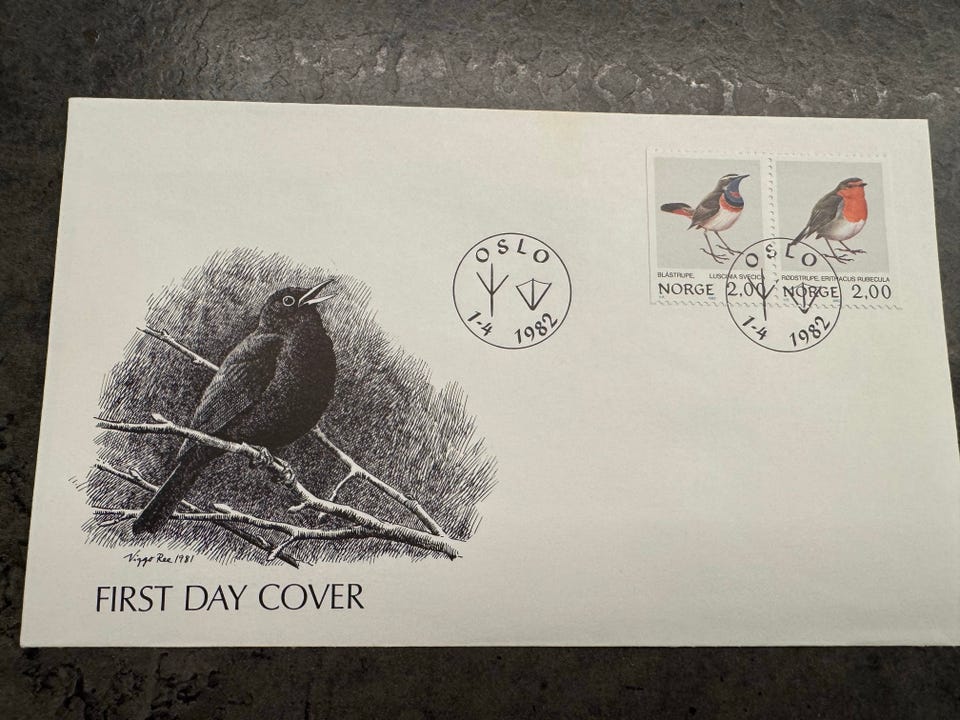 OSLO
1-4 1982
BLÅSTRUPE, LUSCINIA SVECICA
NORGE 2,00
RØDSTRUPE, ERITHACUS RUBECULA
NORGE 2,00
OSLO
1-4 1982
Viggo Ree 1981
FIRST DAY COVER